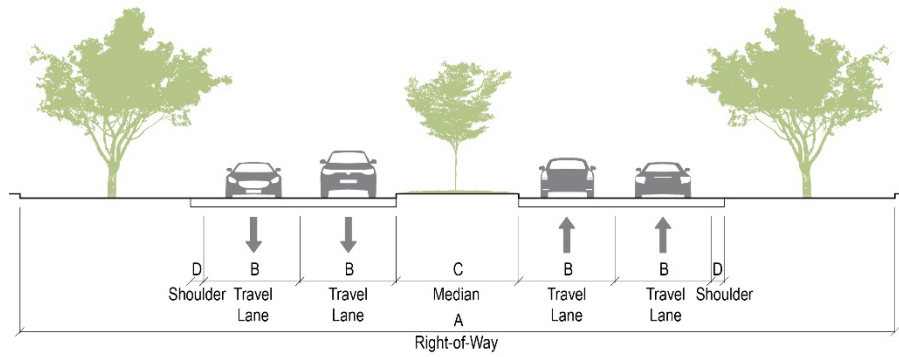 D B B C B B D
Shoulder Travel Lane Travel Lane Median Travel Lane Travel Lane Shoulder
A
Right-of-Way